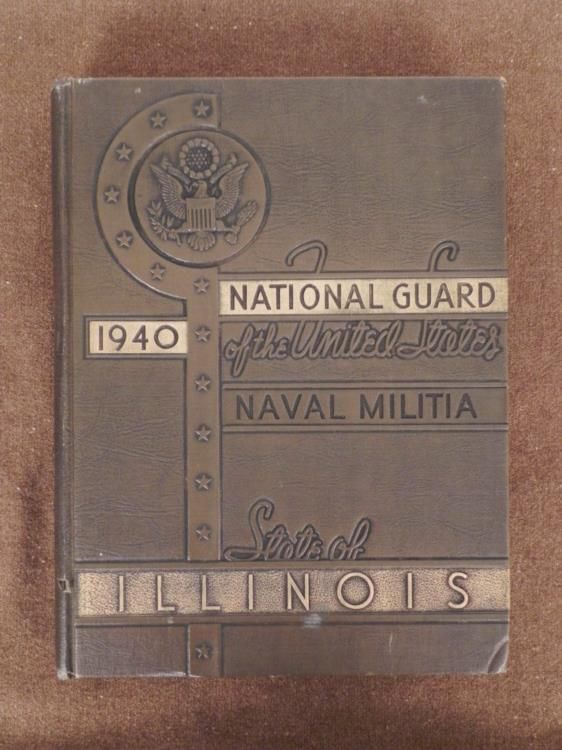 NATIONAL GUARD
1940
of the United States
NAVAL MILITIA
State of
ILLINOIS